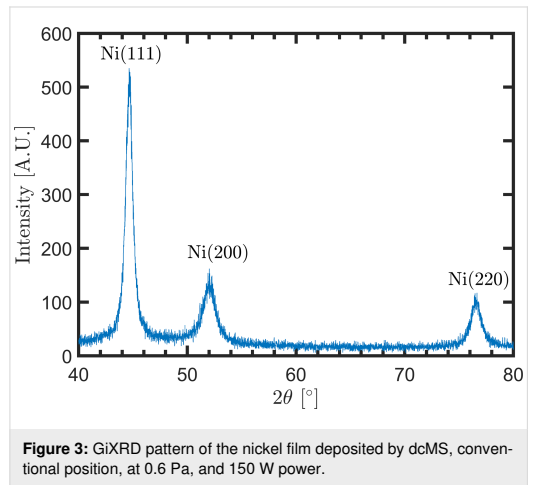 600
Ni(111)
500
400
300
Intensity [A.U.]
200
Ni(200)
Ni(220)
100
0
40 50 60 70 80
2θ [°]
Figure 3: GiXRD pattern of the nickel film deposited by dcMS, conven-
tional position, at 0.6 Pa, and 150 W power.